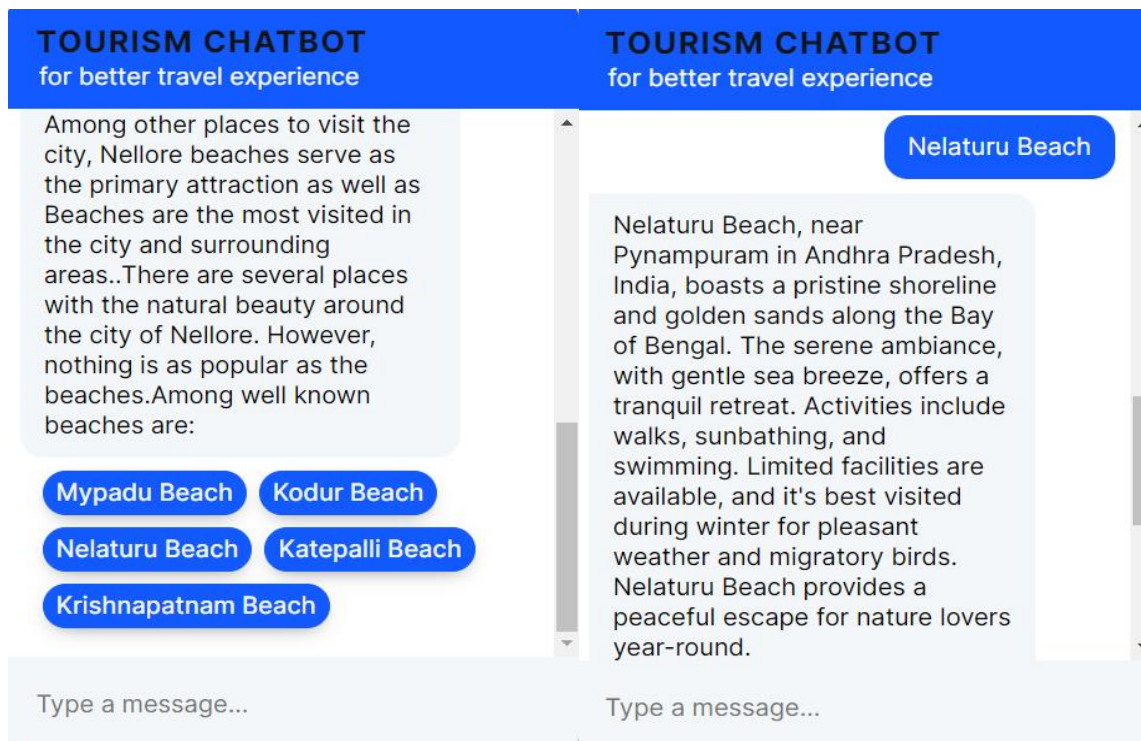 TOURISM CHATBOT
for better travel experience
Among other places to visit the
city, Nellore beaches serve as
the primary attraction as well as
Beaches are the most visited in
the city and surrounding
areas..There are several places
with the natural beauty around
the city of Nellore. However,
nothing is as popular as the
beaches.Among well known
beaches are:
Mypadu Beach
Kodur Beach
Nelaturu Beach
Katepalli Beach
Krishnapatnam Beach
Type a message...
TOURISM CHATBOT
for better travel experience
Nelaturu Beach
Nelaturu Beach, near
Pynampuram in Andhra Pradesh,
India, boasts a pristine shoreline
and golden sands along the Bay
of Bengal. The serene ambiance,
with gentle sea breeze, offers a
tranquil retreat. Activities include
walks, sunbathing, and
swimming. Limited facilities are
available, and it's best visited
during winter for pleasant
weather and migratory birds.
Nelaturu Beach provides a
peaceful escape for nature lovers
year-round.
Type a message...